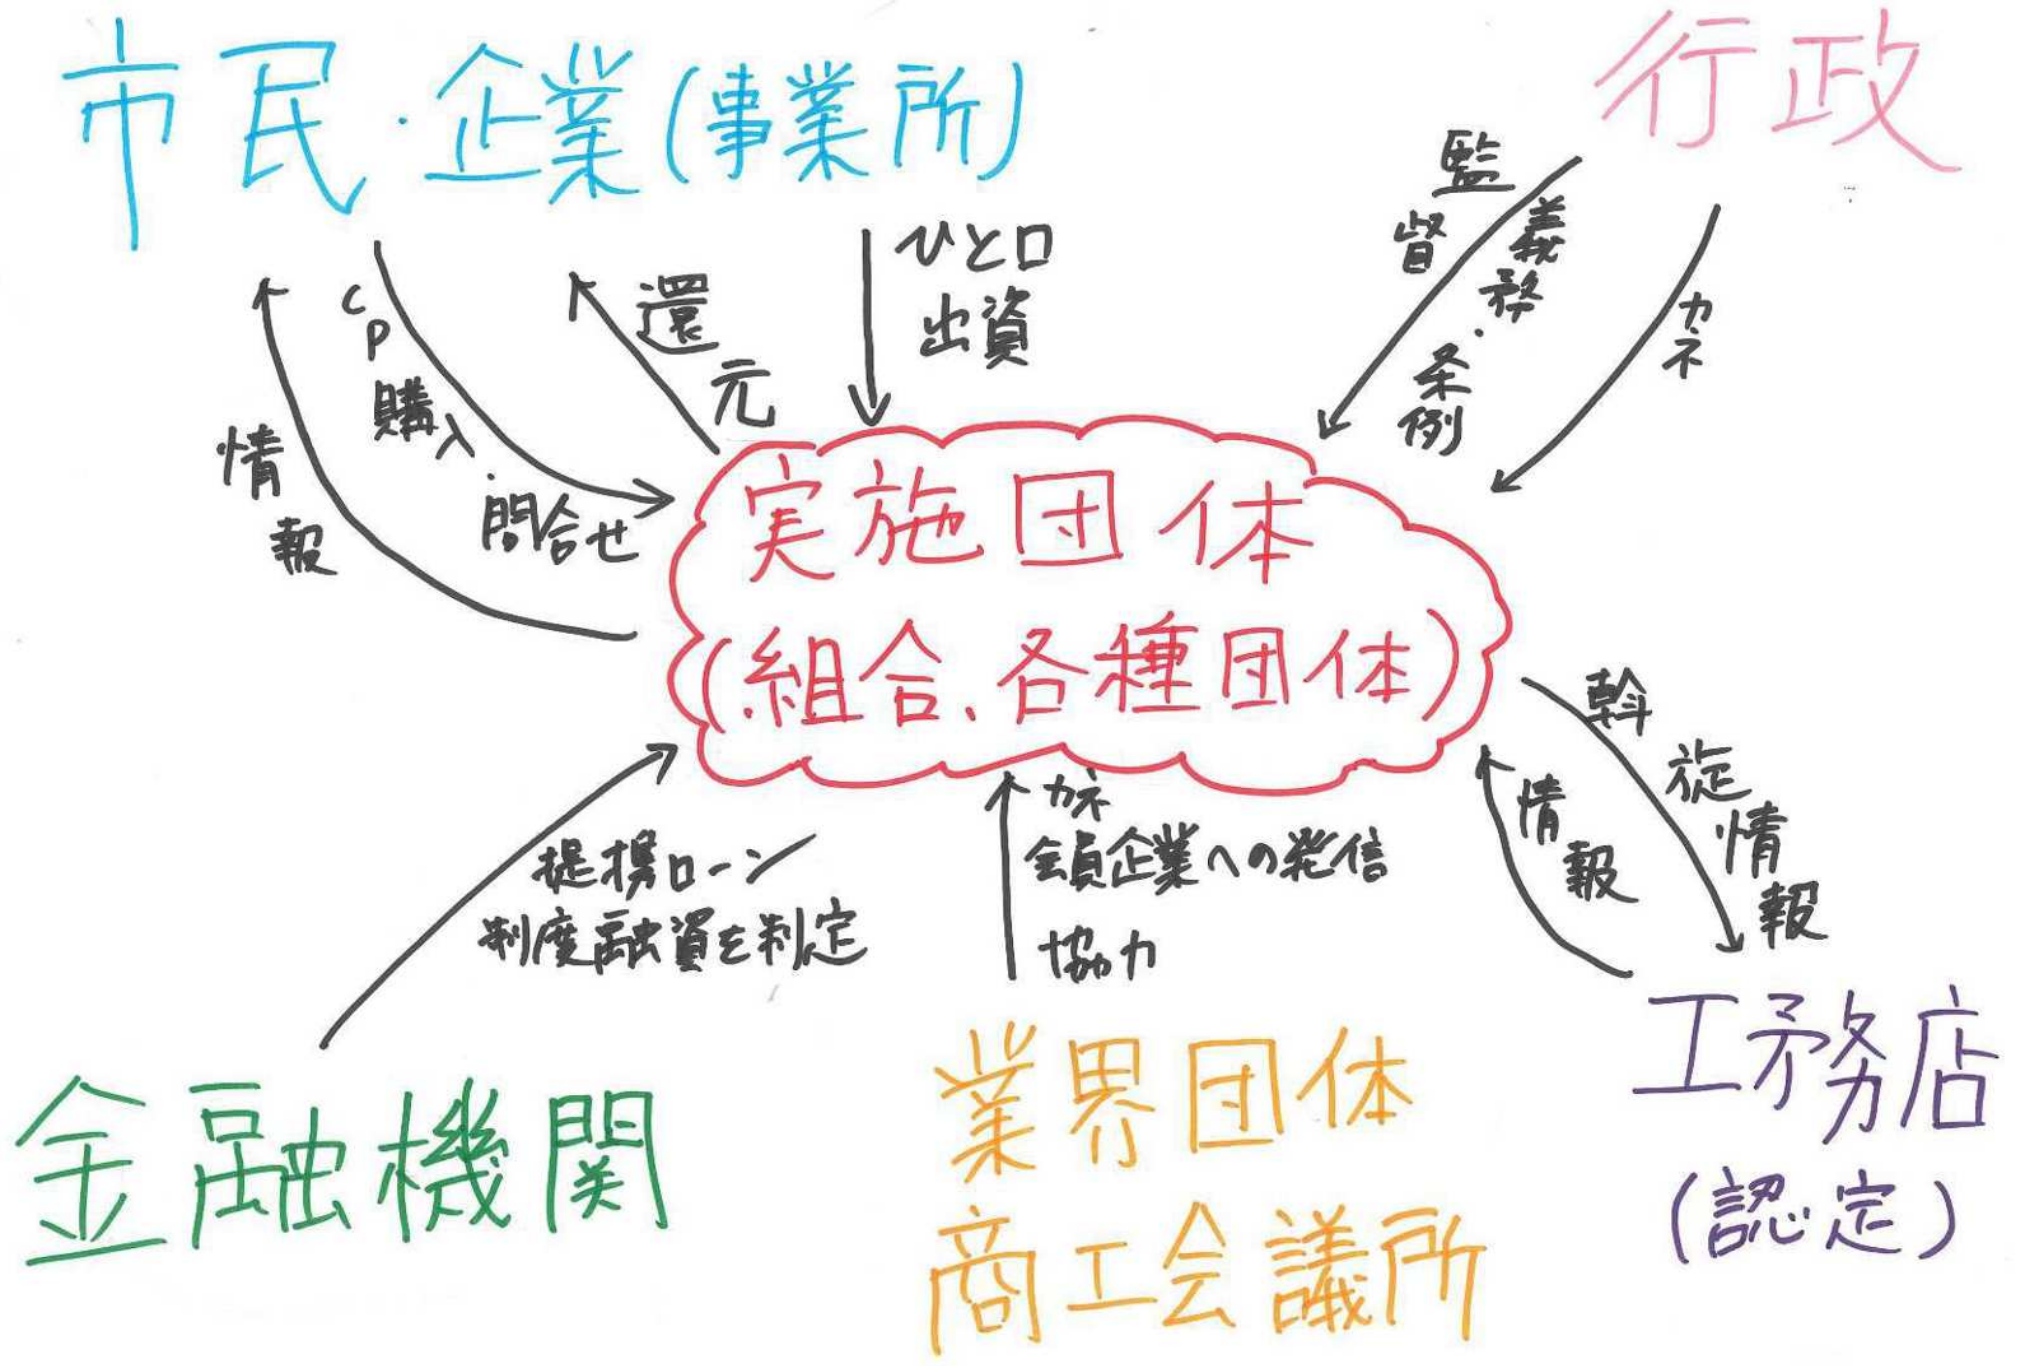 市民・企業(事業所)
行政
監督
義務・条例
カネ
ひと口
出資
還元
cp購入・問合せ
情報
実施団体
(組合、各種団体)
斡旋情報
情報
提携ローン
制度融資を制定
カネ
会員企業への発信
協力
金融機関
業界団体
商工会議所
工務店
(認定)